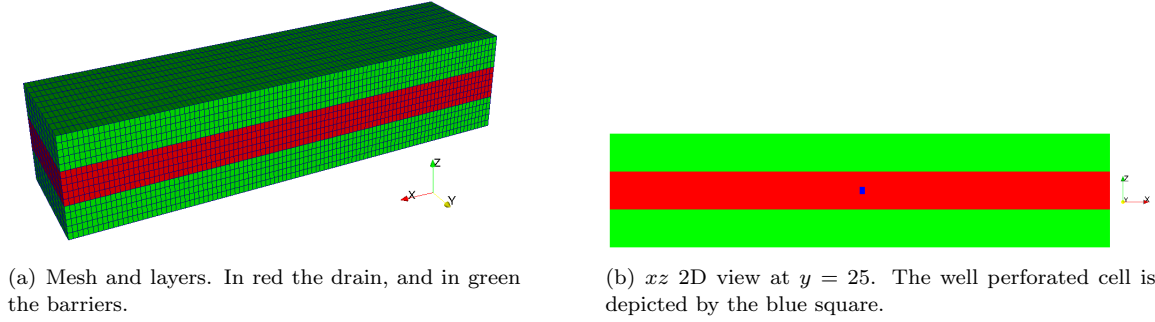 Z
X
Y
Z
Y
X
(a) Mesh and layers. In red the drain, and in green
the barriers.
(b) xz 2D view at y = 25. The well perforated cell is
depicted by the blue square.